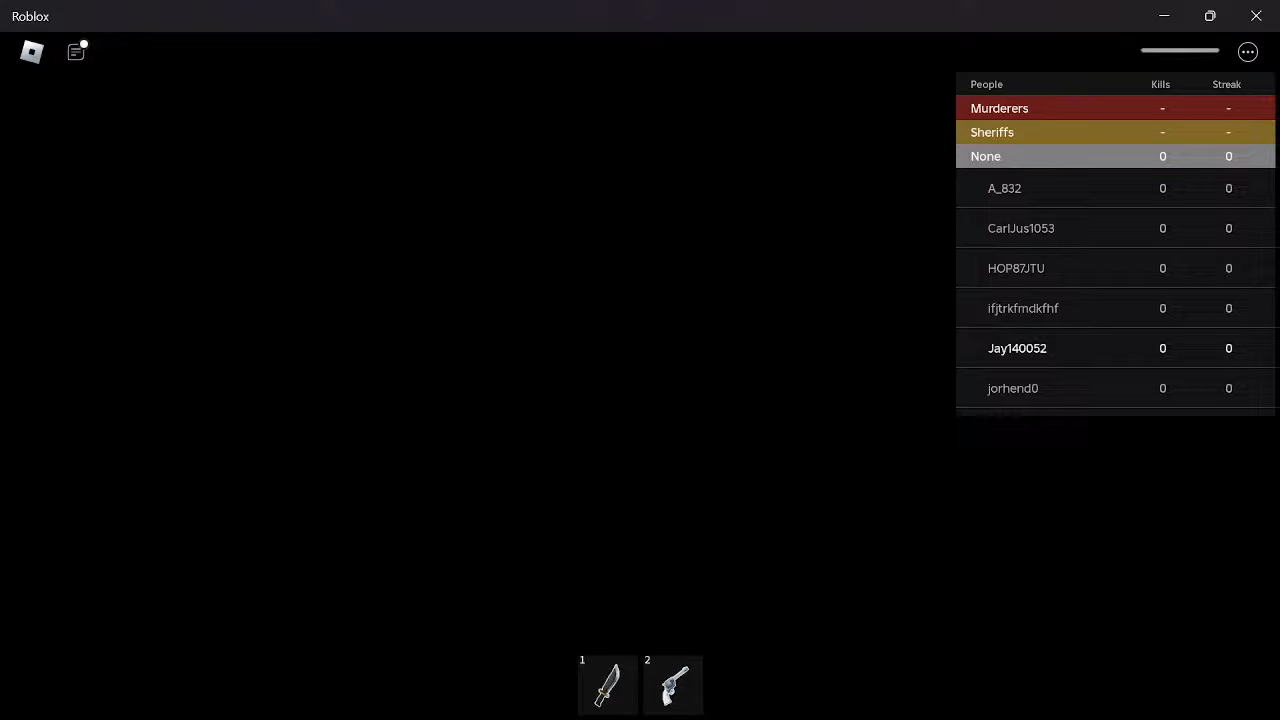 Roblox
People Kills Streak
Murderers - -
Sheriffs - -
None 0 0
A_832 0 0
CarlJus1053 0 0
HOP87JTU 0 0
ifjtrkfmdkfhf 0 0
Jay140052 0 0
jorhend0 0 0
1 2